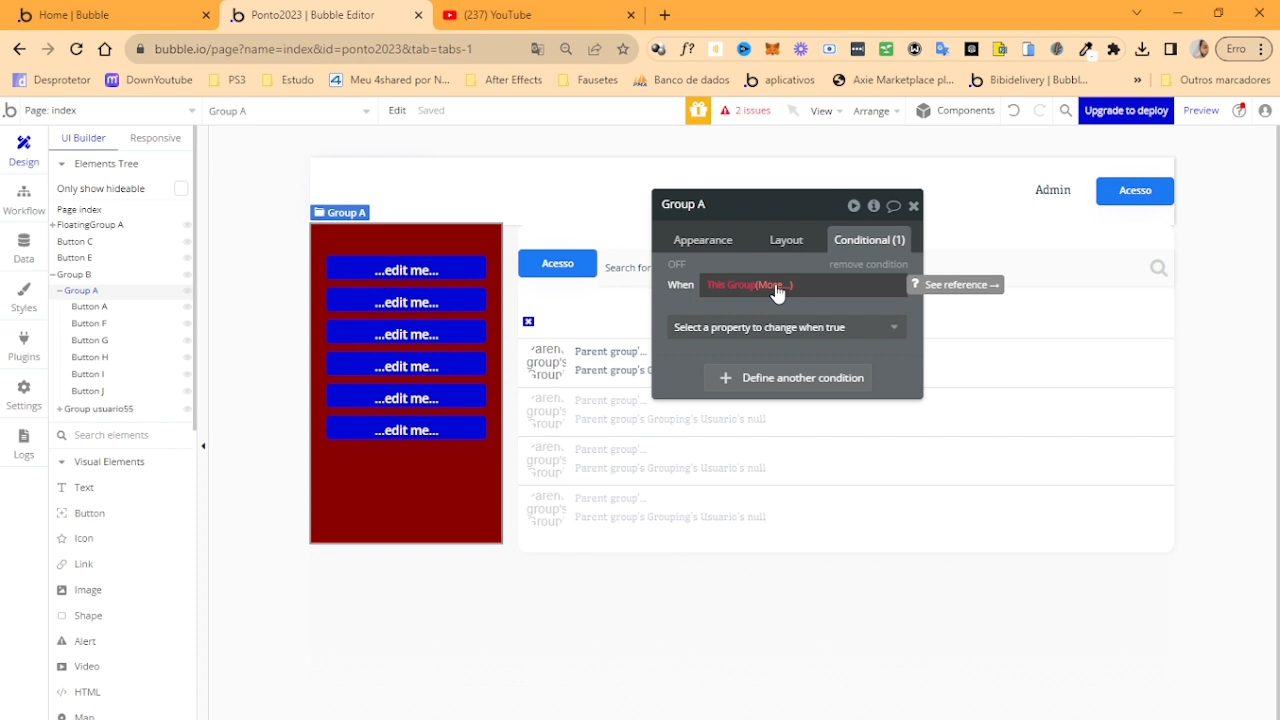 Home | Bubble
Ponto2023 | Bubble Editor
(237) YouTube
bubble.io/page?name=index&id=ponto2023&tab=tabs-1
Erro
Desprotetor
DownYoutube
PS3
Estudo
Meu 4shared por N...
After Effects
Fausetes
Banco de dados
aplicativos
Axie Marketplace pl...
Bibidelivery | Bubbl...
»
Outros marcadores
Page: index
Group A
Edit
Saved
2 issues
View
Arrange
Components
Upgrade to deploy
Preview
UI Builder
Responsive
Design
Workflow
Data
Styles
Plugins
Settings
Logs
Elements Tree
Only show hideable
Page index
FloatingGroup A
Button C
Button E
Group B
Group A
Button A
Button F
Button G
Button H
Button I
Button J
Group usuario55
Search elements
Visual Elements
Text
Button
Icon
Link
Image
Shape
Alert
Video
HTML
Map
Admin
Acesso
Group A
...edit me...
...edit me...
...edit me...
...edit me...
...edit me...
...edit me...
Acesso
Search for
Group A
Appearance
Layout
Conditional (1)
OFF
remove condition
When
This Group(More...)
? See reference →
Select a property to change when true
Define another condition
Parent group'...
Parent group's G
Parent group'...
Parent group's Grouping's Usuario's null
Parent group'...
Parent group's Grouping's Usuario's null
Parent group'...
Parent group's Grouping's Usuario's null